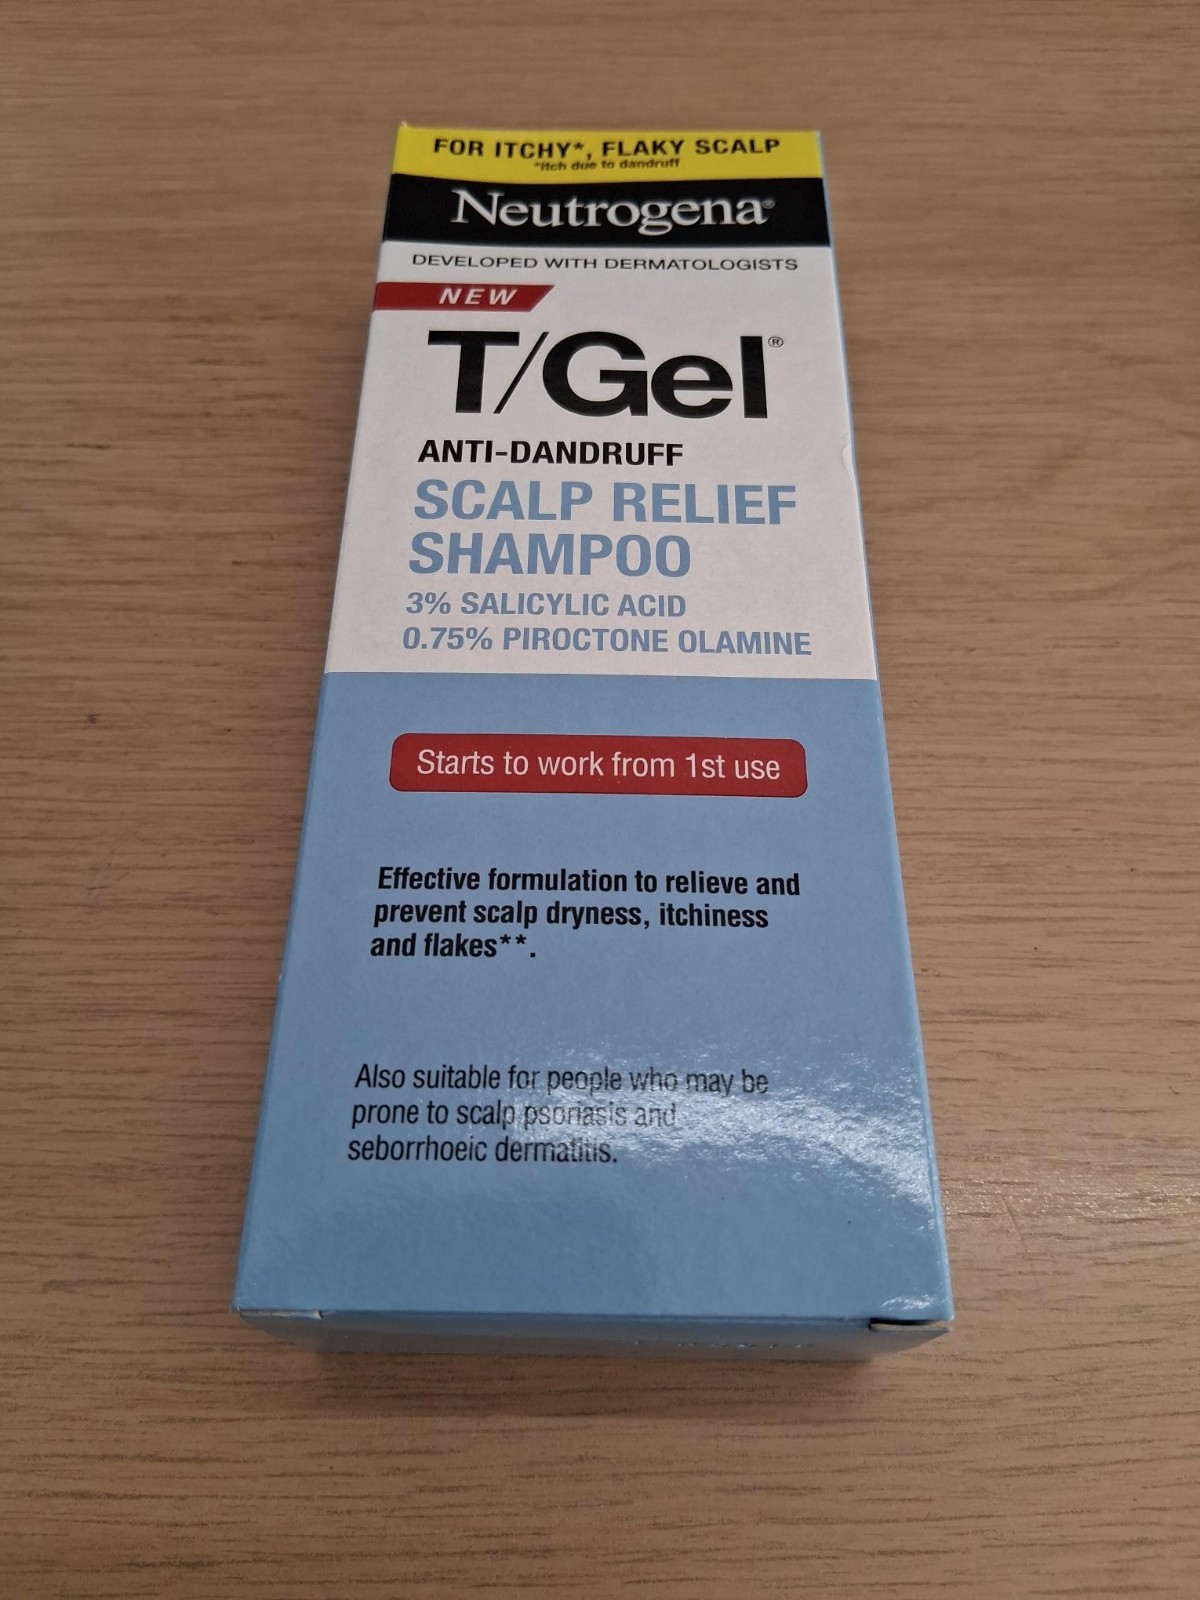 FOR ITCHY*, FLAKY SCALP
*Itch due to dandruff
Neutrogena®
DEVELOPED WITH DERMATOLOGISTS
NEW
T/Gel®
ANTI-DANDRUFF
SCALP RELIEF
SHAMPOO
3% SALICYLIC ACID
0.75% PIROCTONE OLAMINE
Starts to work from 1st use
Effective formulation to relieve and
prevent scalp dryness, itchiness
and flakes**.
Also suitable for people who may be
prone to scalp psoriasis and
seborrhoeic dermatitis.